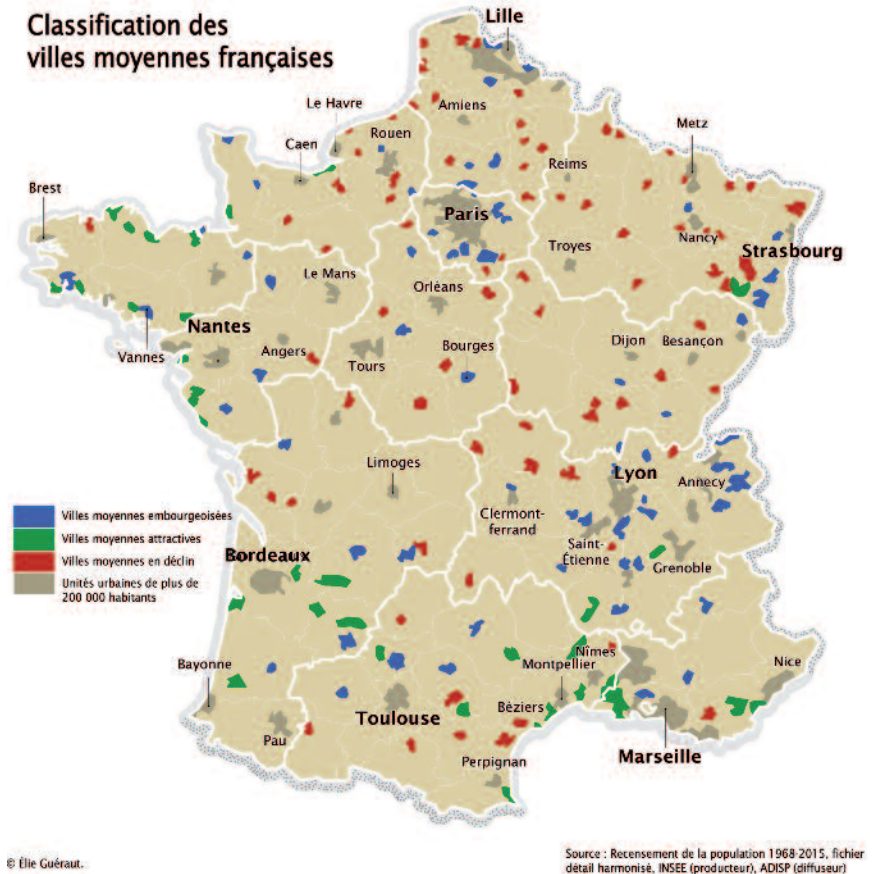 Classification des
villes moyennes françaises
Lille
Le Havre
Amiens
Metz
Caen
Rouen
Reims
Brest
Paris
Nancy
Troyes
Strasbourg
Le Mans
Orléans
Nantes
Vannes
Angers
Tours
Bourges
Dijon
Besançon
Limoges
Lyon
Annecy
Clermont-
ferrand
Villes moyennes embourgeoisées
Villes moyennes attractives
Villes moyennes en déclin
Unités urbaines de plus de
200 000 habitants
Saint-
Étienne
Grenoble
Bordeaux
Bayonne
Nîmes
Montpellier
Nice
Béziers
Toulouse
Pau
Marseille
Perpignan
© Élie Guéraut.
Source : Recensement de la population 1968-2015, fichier
détail harmonisé, INSEE (producteur), ADISP (diffuseur)